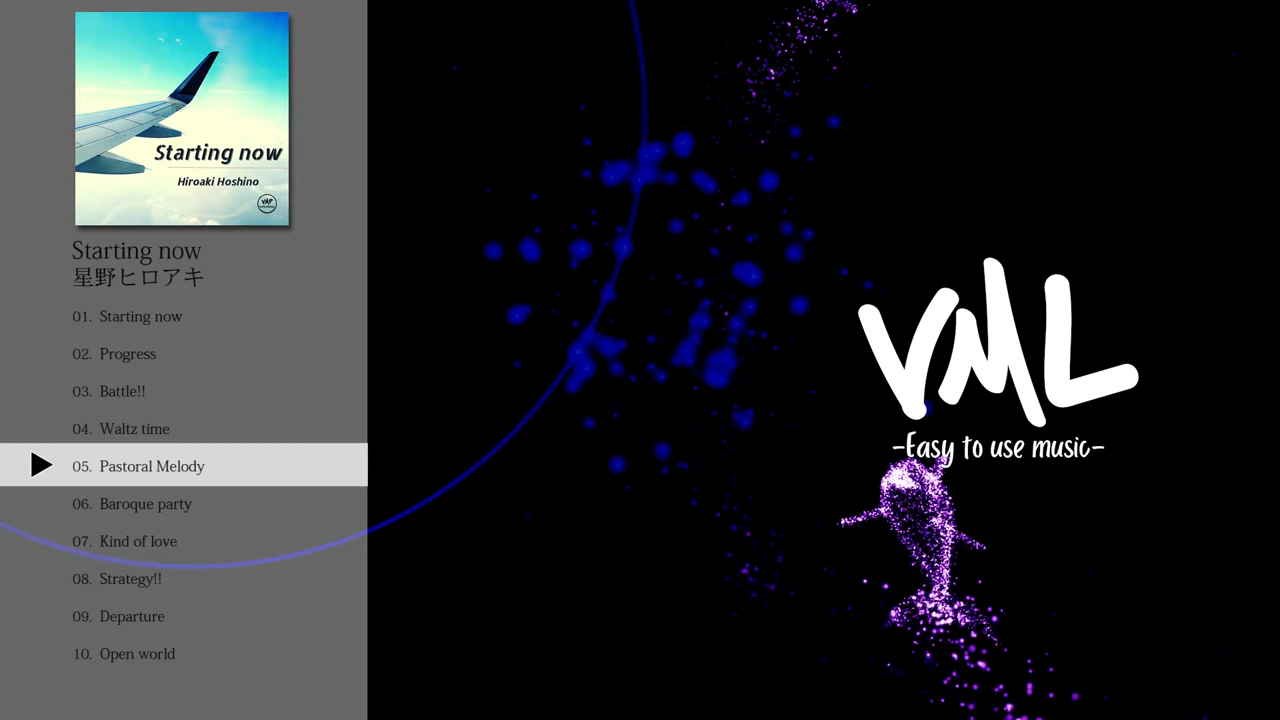 Starting now
Hiroaki Hoshino
Starting now
星野ヒロアキ
01. Starting now
02. Progress
03. Battle!!
04. Waltz time
05. Pastoral Melody
06. Baroque party
07. Kind of love
08. Strategy!!
09. Departure
10. Open world
VML
-Easy to use music-